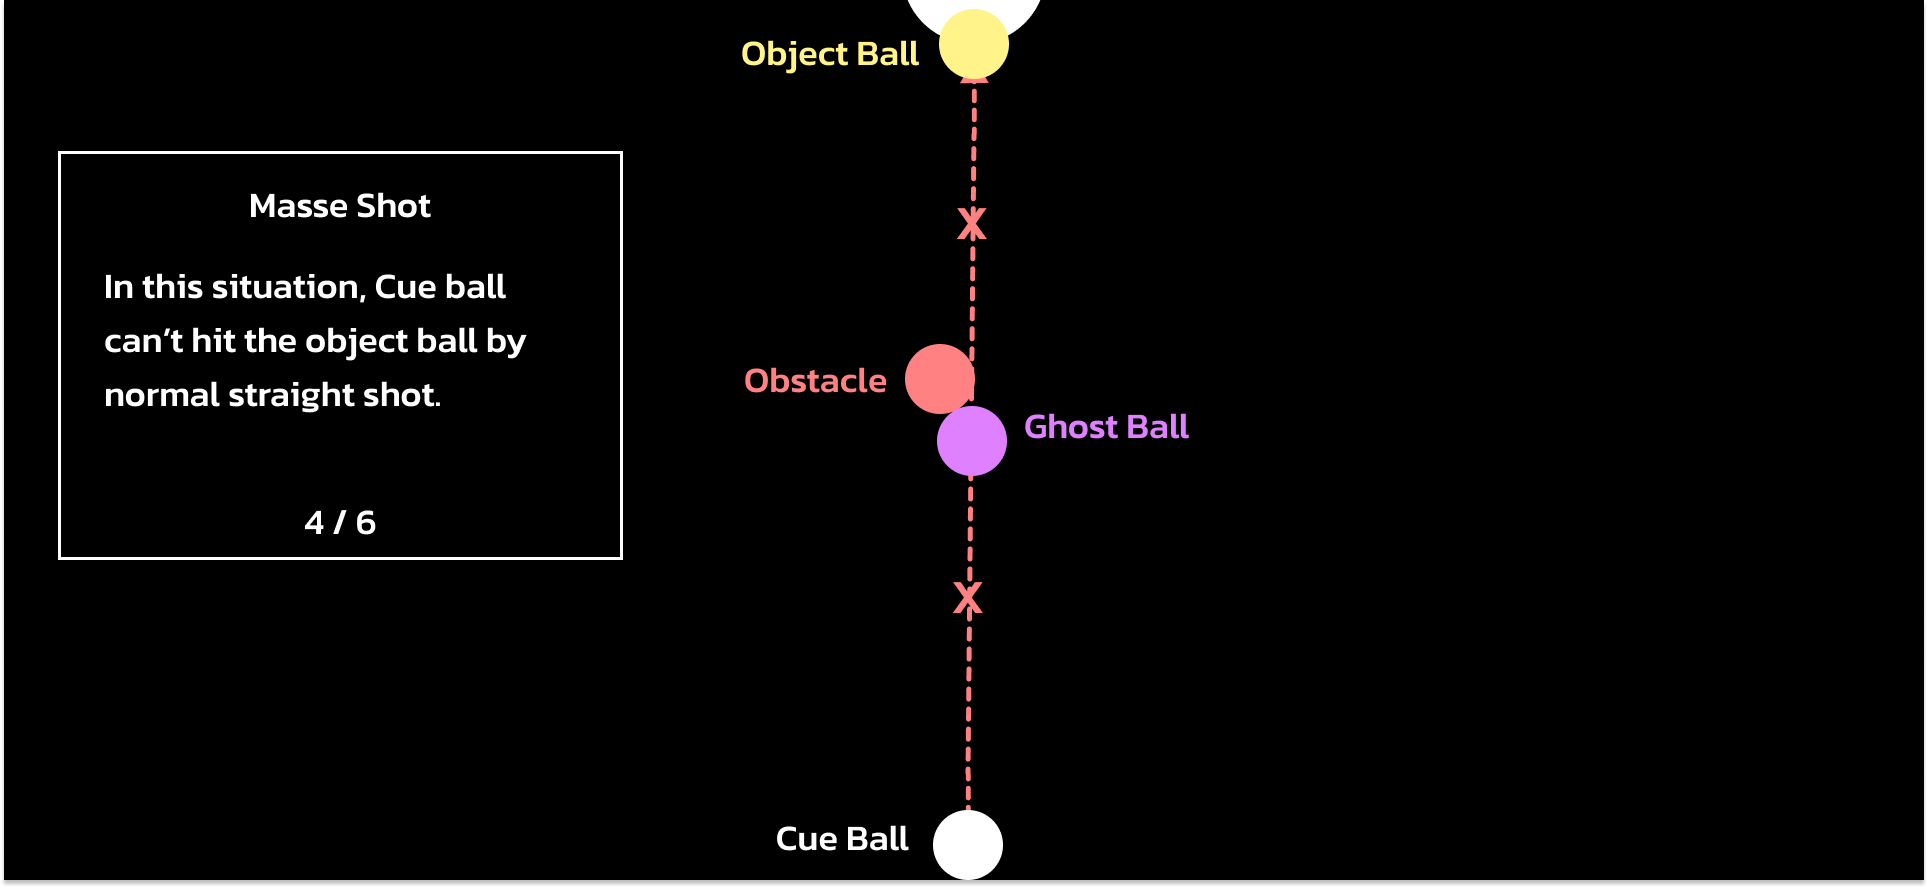 Object Ball
Masse Shot
In this situation, Cue ball
can’t hit the object ball by
normal straight shot.
4 / 6
X
Obstacle
Ghost Ball
X
Cue Ball